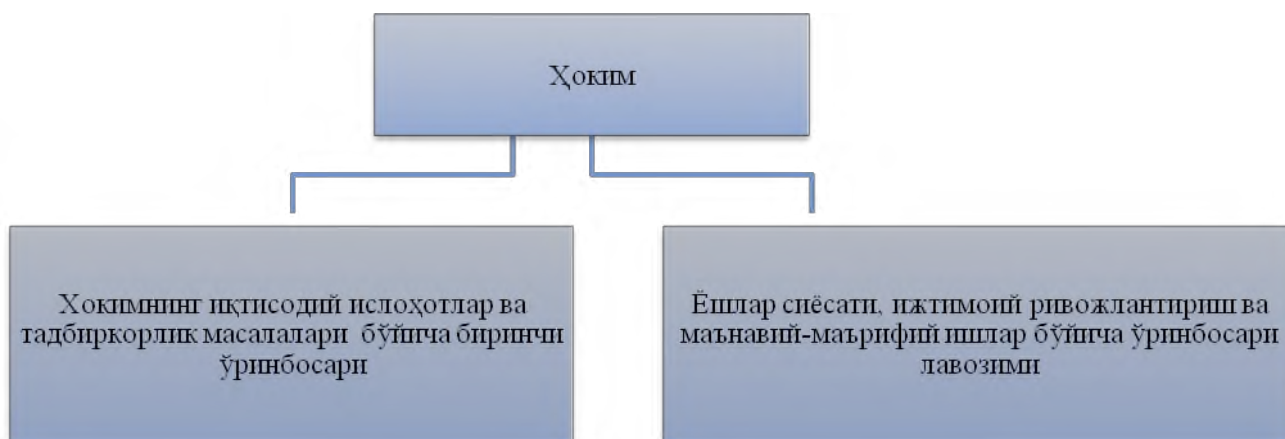 Ҳоким
Хокимнинг иқтисодий ислоҳотлар ва
тадбиркорлик масалалари бўйича биринчи
ўринбосари
Ёшлар сиёсати, ижтимоий ривожлантириш ва
маънавий-маърифий ишлар бўйича ўринбосари
лавозими